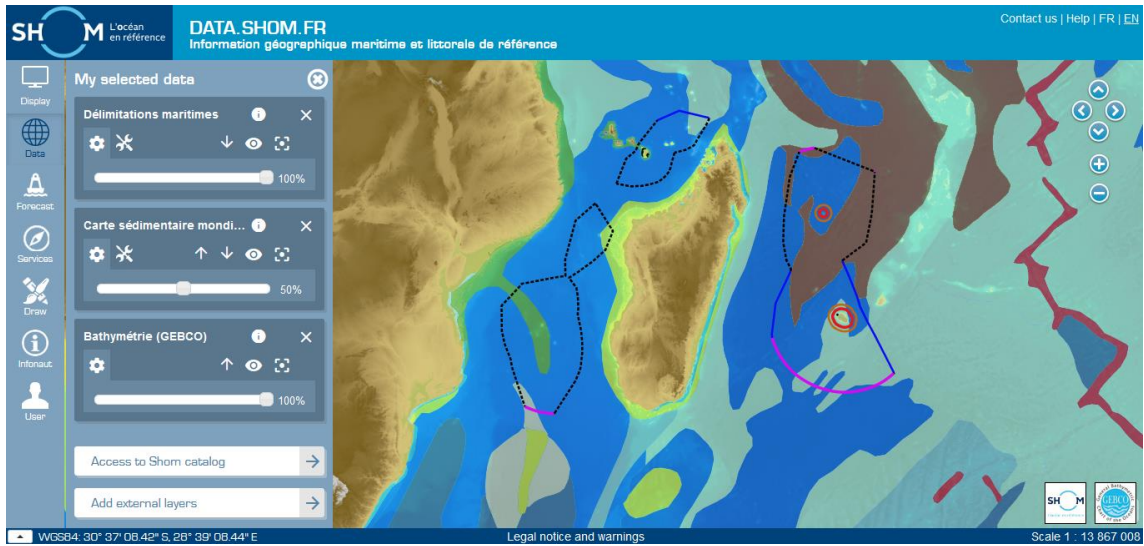 SHOM
L'océan
en référence
DATA.SHOM.FR
Information géographique maritime et littorale de référence
Contact us | Help | FR | EN
Display
Data
Forecast
Services
Draw
Infonaut
User
My selected data
Délimitations maritimes
100%
Carte sédimentaire mondi...
50%
Bathymétrie (GEBCO)
100%
Access to Shom catalog
Add external layers
SHOM
GEBCO
WGS84: 30° 37' 08.42" S, 28° 39' 08.44" E
Legal notice and warnings
Scale 1 : 13 867 008